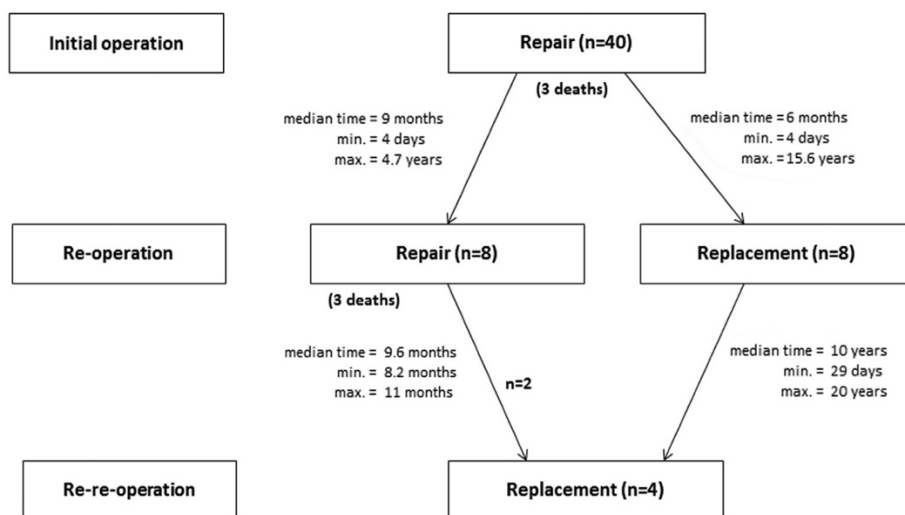 Initial operation
Repair (n=40)
(3 deaths)
median time = 9 months
min. = 4 days
max. = 4.7 years
median time =6 months
min. = 4 days
max. =15.6 years
Re-operation
Repair (n=8)
Replacement (n=8)
(3 deaths)
median time = 9.6 months
min. = 8.2 months
max. = 11 months
n=2
median time = 10 years
min. = 29 days
max. = 20 years
Re-re-operation
Replacement (n=4)